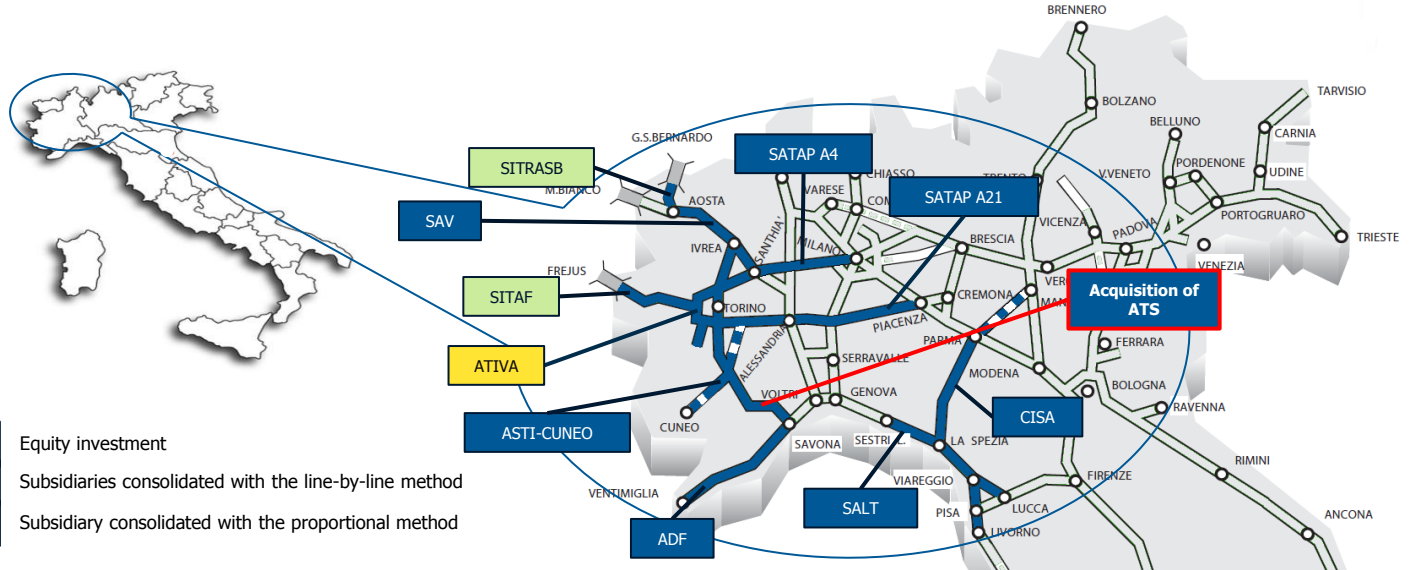 BRENNERO
TARVISIO
BOLZANO
BELLUNO
CARNIA
G.S.BERNARDO
SATAP A4
SITRASB
CHIASSO
PORDENONE
UDINE
M.BIANCO
VARESE
TRENTO
V.VENETO
SATAP A21
AOSTA
COM
PORTOGRUARO
SAV
VICENZA
PADOVA
TRIESTE
IVREA
SANTHIA'
MILANO
BRESCIA
VENEZIA
FREJUS
VER
SITAF
CREMONA
MAN
Acquisition of
ATS
TORINO
PIACENZA
ALESSANDRIA
PARMA
FERRARA
SERRAVALLE
ATIVA
MODENA
BOLOGNA
VOLTRI
GENOVA
RAVENNA
CISA
CUNEO
ASTI-CUNEO
Equity investment
SAVONA
SESTRI L.
LA SPEZIA
RIMINI
Subsidiaries consolidated with the line-by-line method
VIAREGGIO
FIRENZE
VENTIMIGLIA
SALT
PISA
LUCCA
ANCONA
Subsidiary consolidated with the proportional method
ADF
LIVORNO